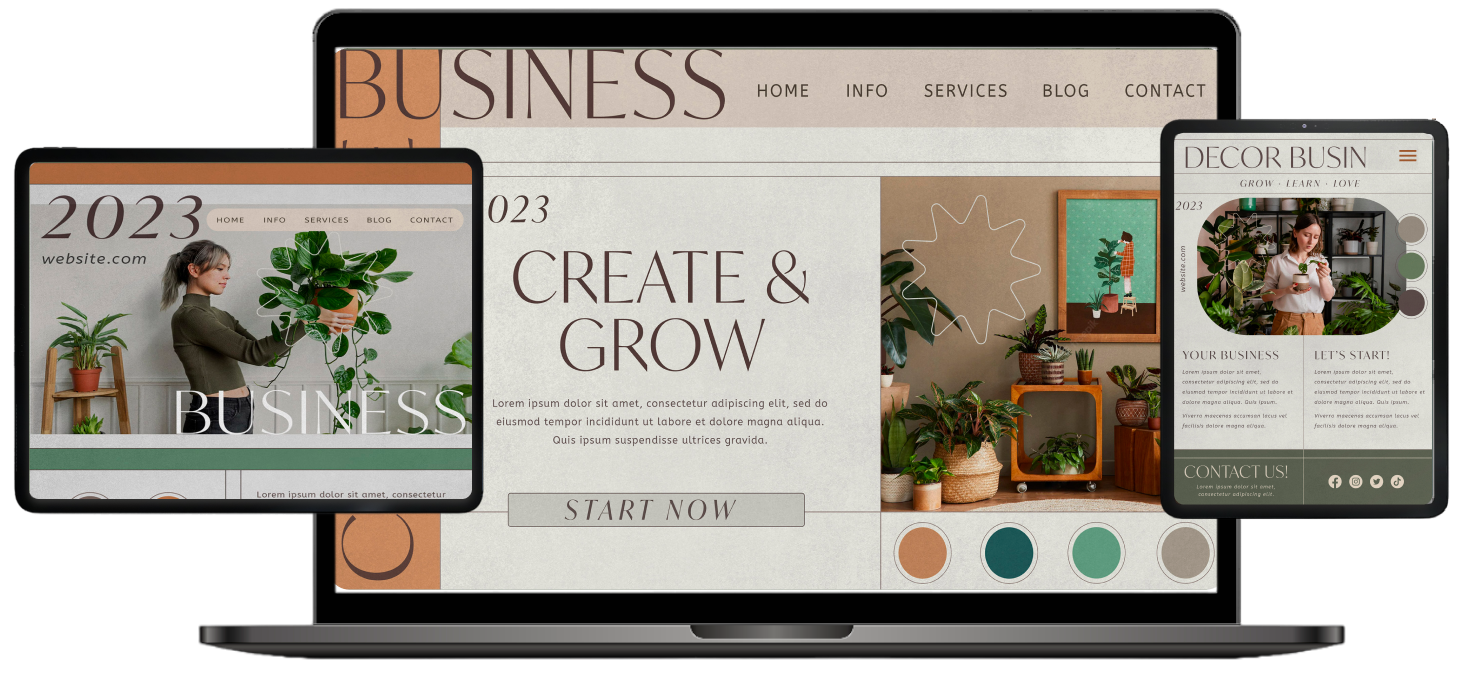 BUSINESS
HOME INFO SERVICES BLOG CONTACT
023
CREATE &
GROW
Lorem ipsum dolor sit amet, consectetur adipiscing elit, sed do
eiusmod tempor incididunt ut labore et dolore magna aliqua.
Quis ipsum suspendisse ultrices gravida.
START NOW
2023
HOME INFO SERVICES BLOG CONTACT
website.com
BUSINESS
Lorem ipsum dolor sit amet, consectetur
DECOR BUSIN
GROW · LEARN · LOVE
2023
website.com
YOUR BUSINESS
Lorem ipsum dolor sit amet,
consectetur adipiscing elit, sed do
eiusmod tempor incididunt ut labore et
dolore magna aliqua. Quis ipsum.
Viverra maecenas accumsan lacus vel
facilisis dolore magna aliqua.
LET'S START!
Lorem ipsum dolor sit amet,
consectetur adipiscing elit, sed do
eiusmod tempor incididunt ut labore et
dolore magna aliqua. Quis ipsum.
Viverra maecenas accumsan lacus vel
facilisis dolore magna aliqua.
CONTACT US!
Lorem ipsum dolor sit amet,
consectetur adipiscing elit.